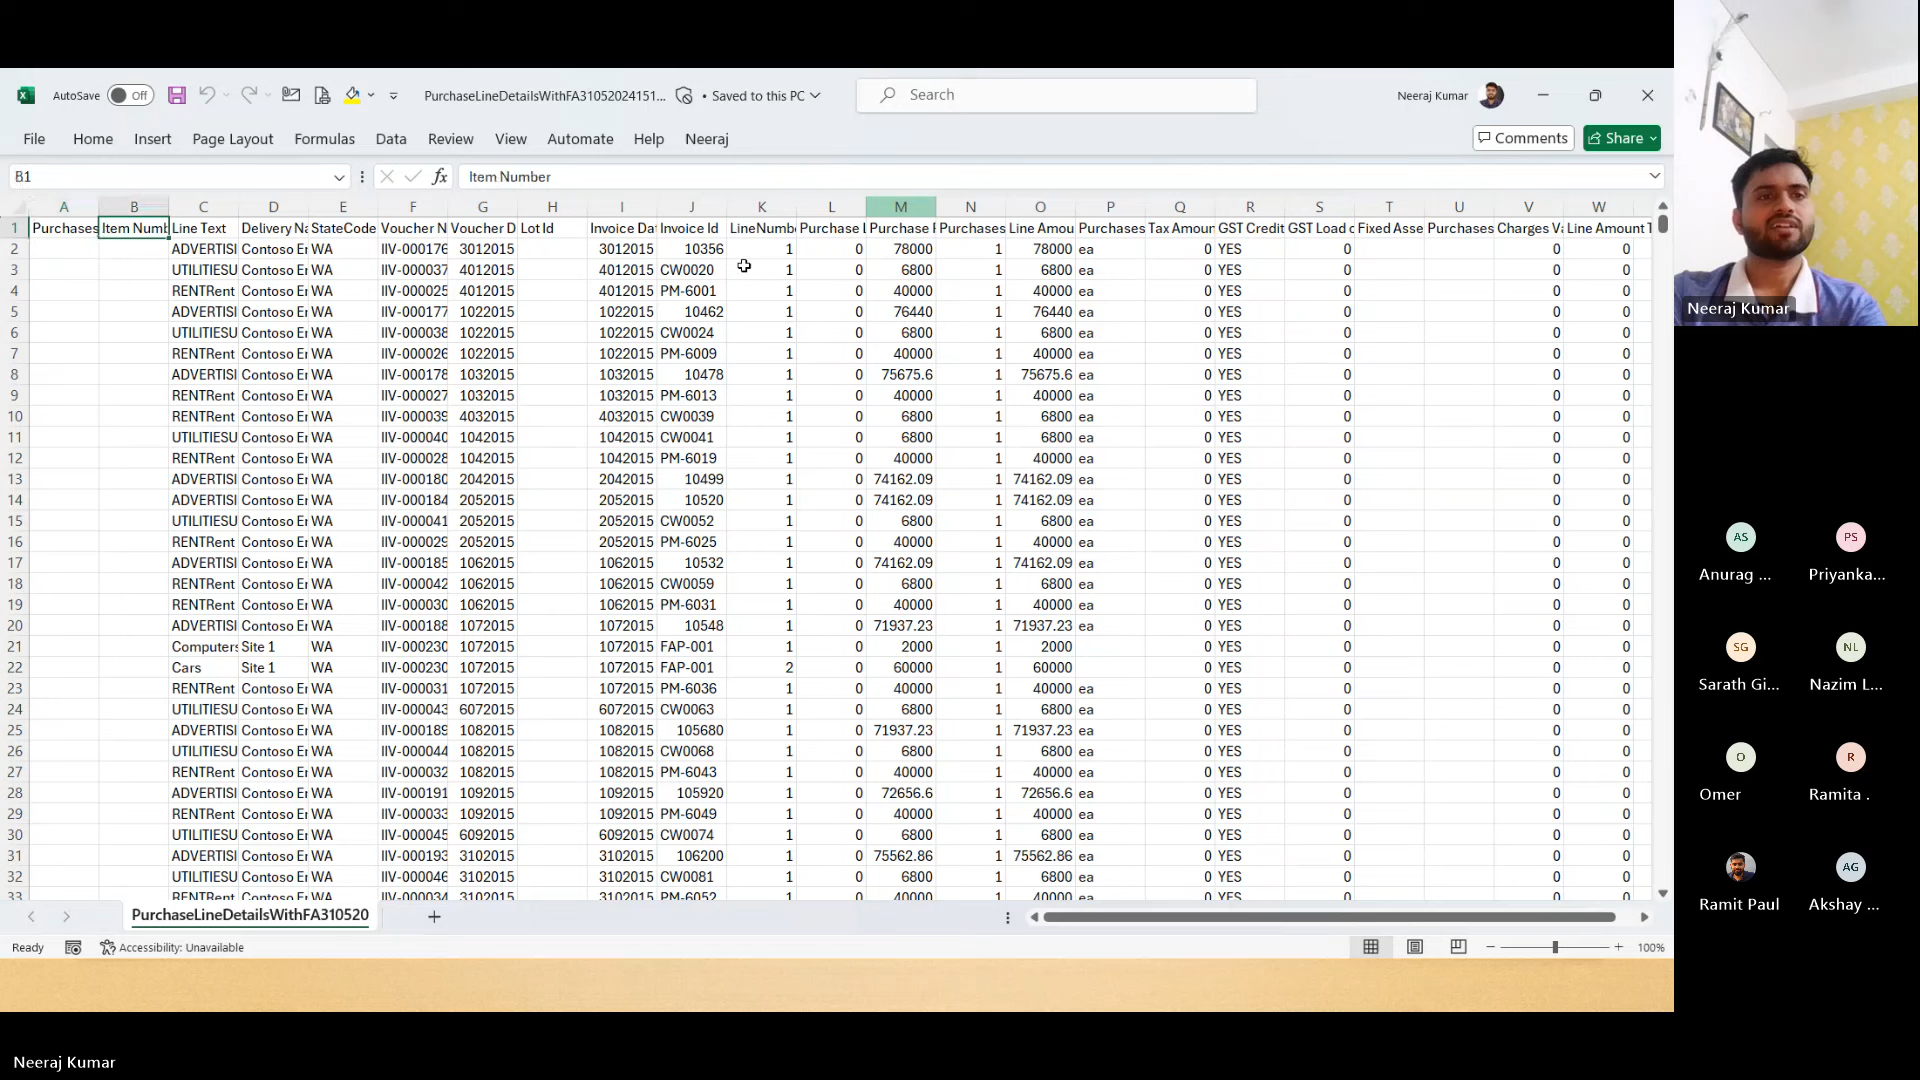 AutoSave Off PurchaseLineDetailsWithFA31052024151... • Saved to this PC Search Neeraj Kumar
File Home Insert Page Layout Formulas Data Review View Automate Help Neeraj Comments Share
B1 fx Item Number
A B C D E F G H I J K L M N O P Q R S T U V W
1 Purchases Item Numb Line Text Delivery Na StateCode Voucher N Voucher D Lot Id Invoice Dat Invoice Id LineNumbe Purchase L Purchase P Purchases Line Amou Purchases Tax Amoun GST Credit GST Load c Fixed Asse Purchases Charges Va Line Amount T
2 ADVERTISI Contoso Er WA IIV-000176 3012015 3012015 10356 1 0 78000 1 78000 ea 0 YES 0 0 0
3 UTILITIESU Contoso Er WA IIV-000037 4012015 4012015 CW0020 1 0 6800 1 6800 ea 0 YES 0 0 0
4 RENTRent Contoso Er WA IIV-000025 4012015 4012015 PM-6001 1 0 40000 1 40000 ea 0 YES 0 0 0
5 ADVERTISI Contoso Er WA IIV-000177 1022015 1022015 10462 1 0 76440 1 76440 ea 0 YES 0 0 0
6 UTILITIESU Contoso Er WA IIV-000038 1022015 1022015 CW0024 1 0 6800 1 6800 ea 0 YES 0 0 0
7 RENTRent Contoso Er WA IIV-000026 1022015 1022015 PM-6009 1 0 40000 1 40000 ea 0 YES 0 0 0
8 ADVERTISI Contoso Er WA IIV-000178 1032015 1032015 10478 1 0 75675.6 1 75675.6 ea 0 YES 0 0 0
9 RENTRent Contoso Er WA IIV-000027 1032015 1032015 PM-6013 1 0 40000 1 40000 ea 0 YES 0 0 0
10 RENTRent Contoso Er WA IIV-000039 4032015 4032015 CW0039 1 0 6800 1 6800 ea 0 YES 0 0 0
11 UTILITIESU Contoso Er WA IIV-000040 1042015 1042015 CW0041 1 0 6800 1 6800 ea 0 YES 0 0 0
12 RENTRent Contoso Er WA IIV-000028 1042015 1042015 PM-6019 1 0 40000 1 40000 ea 0 YES 0 0 0
13 ADVERTISI Contoso Er WA IIV-000180 2042015 2042015 10499 1 0 74162.09 1 74162.09 ea 0 YES 0 0 0
14 ADVERTISI Contoso Er WA IIV-000184 2052015 2052015 10520 1 0 74162.09 1 74162.09 ea 0 YES 0 0 0
15 UTILITIESU Contoso Er WA IIV-000041 2052015 2052015 CW0052 1 0 6800 1 6800 ea 0 YES 0 0 0
16 RENTRent Contoso Er WA IIV-000029 2052015 2052015 PM-6025 1 0 40000 1 40000 ea 0 YES 0 0 0
17 ADVERTISI Contoso Er WA IIV-000185 1062015 1062015 10532 1 0 74162.09 1 74162.09 ea 0 YES 0 0 0
18 RENTRent Contoso Er WA IIV-000042 1062015 1062015 CW0059 1 0 6800 1 6800 ea 0 YES 0 0 0
19 RENTRent Contoso Er WA IIV-000030 1062015 1062015 PM-6031 1 0 40000 1 40000 ea 0 YES 0 0 0
20 ADVERTISI Contoso Er WA IIV-000188 1072015 1072015 10548 1 0 71937.23 1 71937.23 ea 0 YES 0 0 0
21 Computers Site 1 WA IIV-000230 1072015 1072015 FAP-001 1 0 2000 1 2000 0 YES 0 0 0
22 Cars Site 1 WA IIV-000230 1072015 1072015 FAP-001 2 0 60000 1 60000 0 YES 0 0 0
23 RENTRent Contoso Er WA IIV-000031 1072015 1072015 PM-6036 1 0 40000 1 40000 ea 0 YES 0 0 0
24 UTILITIESU Contoso Er WA IIV-000043 6072015 6072015 CW0063 1 0 6800 1 6800 ea 0 YES 0 0 0
25 ADVERTISI Contoso Er WA IIV-000189 1082015 1082015 105680 1 0 71937.23 1 71937.23 ea 0 YES 0 0 0
26 UTILITIESU Contoso Er WA IIV-000044 1082015 1082015 CW0068 1 0 6800 1 6800 ea 0 YES 0 0 0
27 RENTRent Contoso Er WA IIV-000032 1082015 1082015 PM-6043 1 0 40000 1 40000 ea 0 YES 0 0 0
28 ADVERTISI Contoso Er WA IIV-000191 1092015 1092015 105920 1 0 72656.6 1 72656.6 ea 0 YES 0 0 0
29 RENTRent Contoso Er WA IIV-000033 1092015 1092015 PM-6049 1 0 40000 1 40000 ea 0 YES 0 0 0
30 UTILITIESU Contoso Er WA IIV-000045 6092015 6092015 CW0074 1 0 6800 1 6800 ea 0 YES 0 0 0
31 ADVERTISI Contoso Er WA IIV-000193 3102015 3102015 106200 1 0 75562.86 1 75562.86 ea 0 YES 0 0 0
32 UTILITIESU Contoso Er WA IIV-000046 3102015 3102015 CW0081 1 0 6800 1 6800 ea 0 YES 0 0 0
33 RENTRent Contoso Er WA IIV-000034 3102015 3102015 PM-6052 1 0 40000 1 40000 ea 0 YES 0 0 0
PurchaseLineDetailsWithFA310520
Ready Accessibility: Unavailable 100%
Neeraj Kumar
AS PS
Anurag ... Priyanka...
SG NL
Sarath Gi... Nazim L...
O R
Omer Ramita .
AG
Ramit Paul Akshay ...
Neeraj Kumar